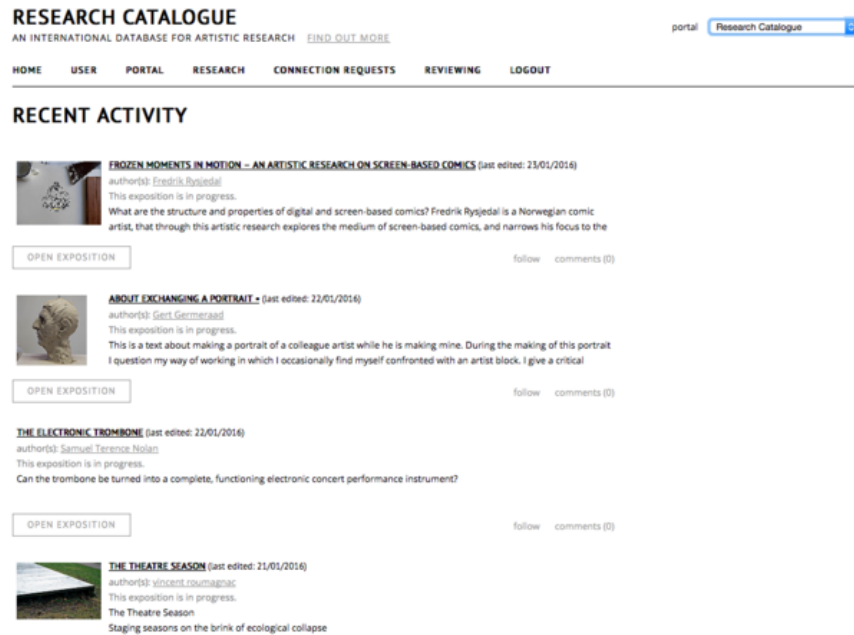 RESEARCH CATALOGUE
AN INTERNATIONAL DATABASE FOR ARTISTIC RESEARCH FIND OUT MORE
portal Research Catalogue
HOME USER PORTAL RESEARCH CONNECTION REQUESTS REVIEWING LOGOUT
RECENT ACTIVITY
FROZEN MOMENTS IN MOTION – AN ARTISTIC RESEARCH ON SCREEN-BASED COMICS (last edited: 23/01/2016)
author(s): Fredrik Rysjedal
This exposition is in progress.
What are the structure and properties of digital and screen-based comics? Fredrik Rysjedal is a Norwegian comic
artist, that through this artistic research explores the medium of screen-based comics, and narrows his focus to the
OPEN EXPOSITION follow comments (0)
ABOUT EXCHANGING A PORTRAIT • (last edited: 22/01/2016)
author(s): Gert Germeraad
This exposition is in progress.
This is a text about making a portrait of a colleague artist while he is making mine. During the making of this portrait
I question my way of working in which I occasionally find myself confronted with an artist block. I give a critical
OPEN EXPOSITION follow comments (0)
THE ELECTRONIC TROMBONE (last edited: 22/01/2016)
author(s): Samuel Terence Nolan
This exposition is in progress.
Can the trombone be turned into a complete, functioning electronic concert performance instrument?
OPEN EXPOSITION follow comments (0)
THE THEATRE SEASON (last edited: 21/01/2016)
author(s): vincent roumagnac
This exposition is in progress.
The Theatre Season
Staging seasons on the brink of ecological collapse